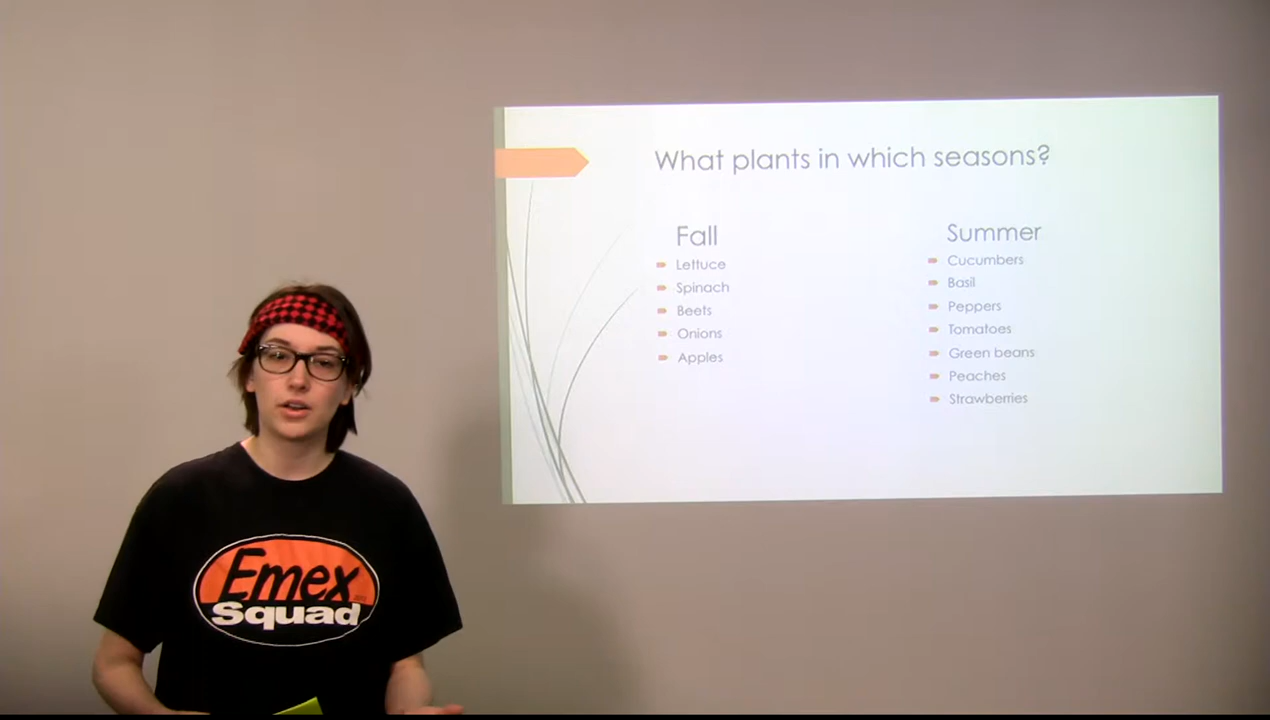 What plants in which seasons?
Fall
Lettuce
Spinach
Beets
Onions
Apples
Summer
Cucumbers
Basil
Peppers
Tomatoes
Green beans
Peaches
Strawberries
Emex
Squad